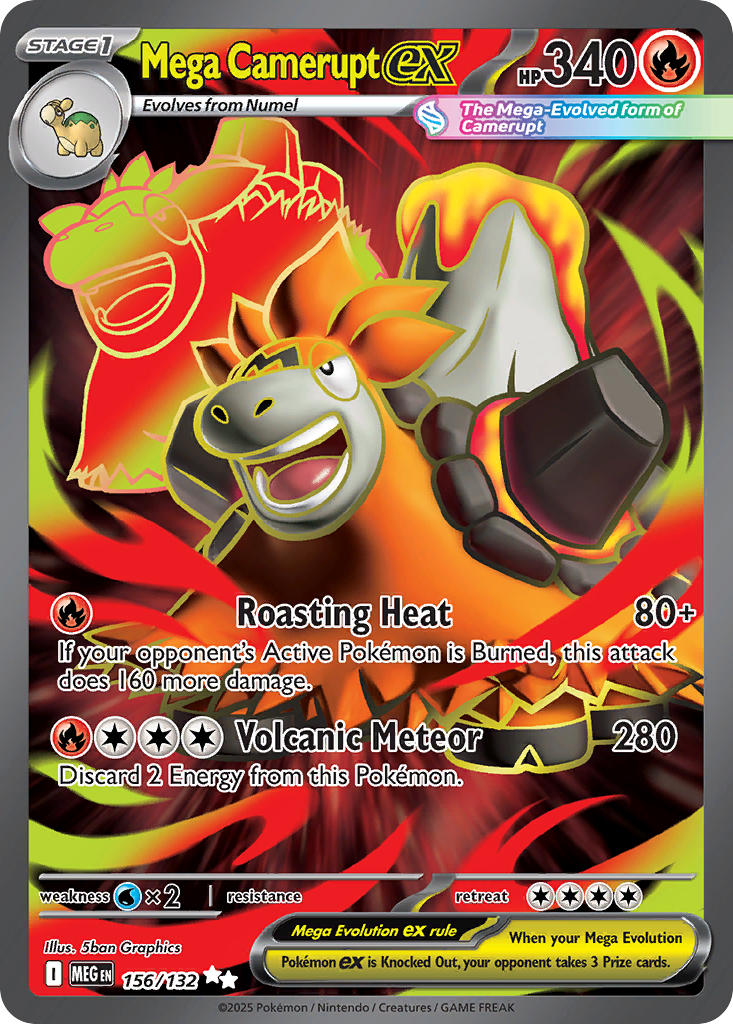 STAGE1
Mega Camerupt ex
HP 340
Evolves from Numel
The Mega-Evolved form of
Camerupt
Roasting Heat 80+
If your opponent's Active Pokémon is Burned, this attack
does 160 more damage.
Volcanic Meteor 280
Discard 2 Energy from this Pokémon.
weakness ×2 resistance retreat
Illus. 5ban Graphics
Mega Evolution ex rule
When your Mega Evolution
Pokémon ex is Knocked Out, your opponent takes 3 Prize cards.
I MEG EN 156/132
©2025 Pokémon / Nintendo / Creatures / GAME FREAK